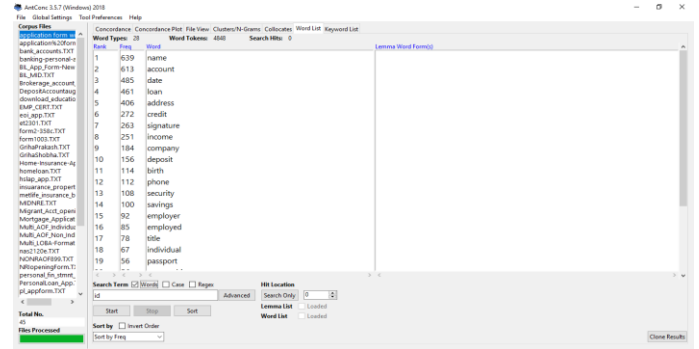 AntConc 3.5.7 (Windows) 2018
File Global Settings Tool Preferences Help
Corpus Files
application form wi
application%20form
bank_accounts.TXT
banking-personal-e
BIL_App_Form-New
BIL_MID.TXT
Brokerage_account_
DepositAccountaug
download_educatio
EMP_CERT.TXT
eoi_app.TXT
et2301.TXT
form2-358c.TXT
form1003.TXT
GrihaPrakash.TXT
GrihaShobha.TXT
Home-Insurance-Ap
homeloan.TXT
hslap_app.TXT
insuarance_propert
metlife_insurance_b
MIDNRE.TXT
Migrant_Acct_open
Mortgage_Applicat
Multi_AOF_Individu
Multi_AOF_Non_Ind
Multi_LOBA-Format
nas2120e.TXT
NONRAOF099.TXT
NRIopeningForm.T
personal_fin_stmnt_
PersonalLoan_App.
pl_appform.TXT
Total No.
45
Files Processed
Concordance Concordance Plot File View Clusters/N-Grams Collocates Word List Keyword List
Word Types: 28 Word Tokens: 4848 Search Hits: 0
Rank Freq Word Lemma Word Form(s)
1 639 name
2 613 account
3 485 date
4 461 loan
5 406 address
6 272 credit
7 263 signature
8 251 income
9 184 company
10 156 deposit
11 114 birth
12 112 phone
13 108 security
14 100 savings
15 92 employer
16 85 employed
17 78 title
18 67 individual
19 56 passport
Search Term Words Case Regex Hit Location
id Advanced Search Only 0
Start Stop Sort Lemma List Loaded
Word List Loaded
Sort by Invert Order
Sort by Freq Clone Results